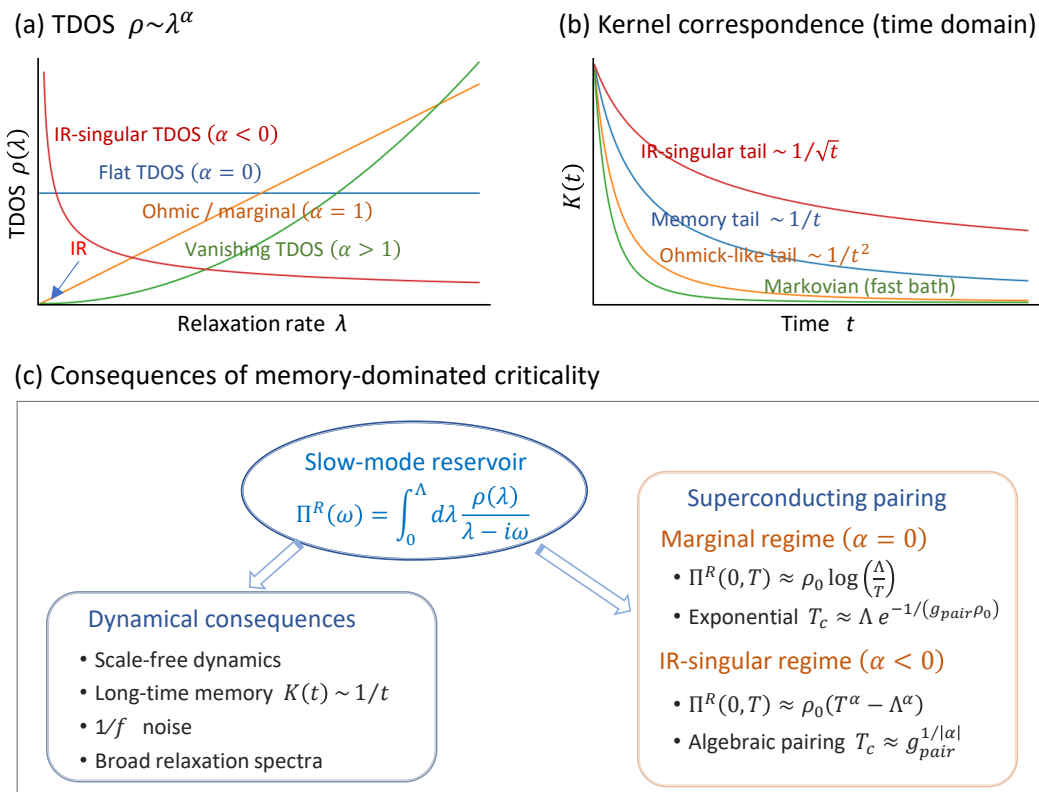 (a) TDOS ρ~λ^α
TDOS ρ(λ)
IR-singular TDOS (α < 0)
Flat TDOS (α = 0)
Ohmic / marginal (α = 1)
IR
Vanishing TDOS (α > 1)
Relaxation rate λ
(b) Kernel correspondence (time domain)
K(t)
IR-singular tail ~ 1/√t
Memory tail ~ 1/t
Ohmick-like tail ~ 1/t²
Markovian (fast bath)
Time t
(c) Consequences of memory-dominated criticality
Slow-mode reservoir
Π^R(ω) = ∫_0^Λ dλ ρ(λ)/(λ − iω)
Dynamical consequences
• Scale-free dynamics
• Long-time memory K(t) ~ 1/t
• 1/f noise
• Broad relaxation spectra
Superconducting pairing
Marginal regime (α = 0)
• Π^R(0, T) ≈ ρ₀ log(Λ/T)
• Exponential T_c ≈ Λ e^{−1/(g_pair ρ₀)}
IR-singular regime (α < 0)
• Π^R(0, T) ≈ ρ₀(T^α − Λ^α)
• Algebraic pairing T_c ≈ g_pair^{1/|α|}